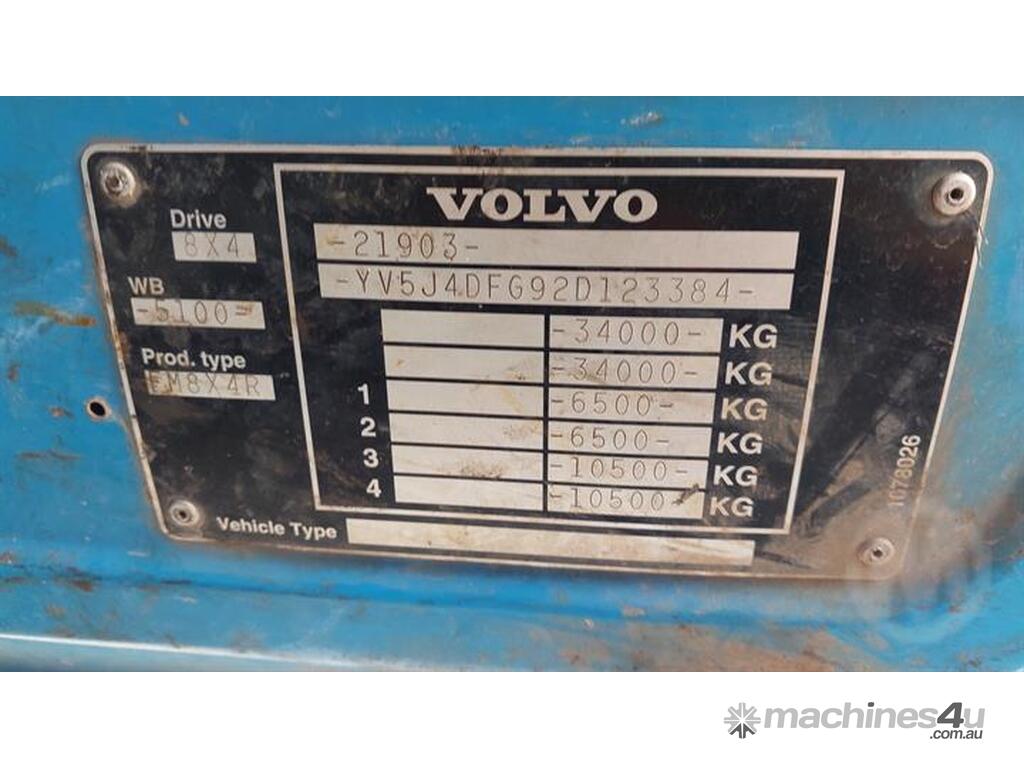 VOLVO
Drive
8X4
-21903-
-YV5J4DFG92D123384-
WB
-5100-
-34000- KG
Prod. type
-34000- KG
FM8X4R
1 -6500- KG
2 -6500- KG
3 -10500- KG
4 -10500- KG
Vehicle Type
1078026
machines4u
.com.au